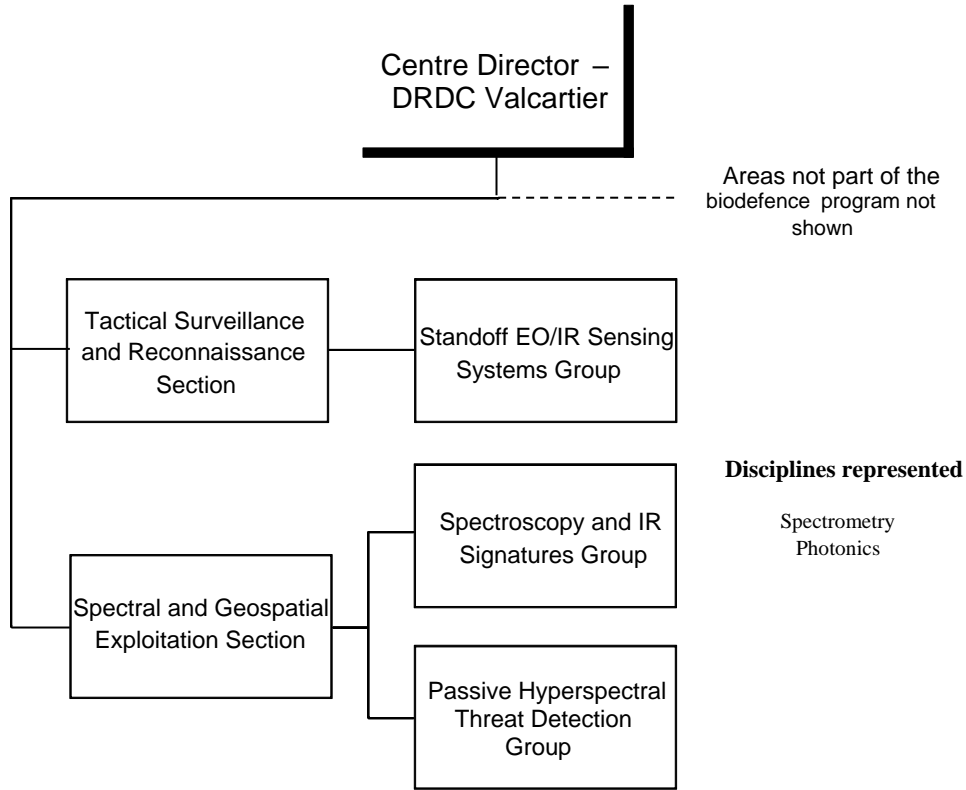 Centre Director –
DRDC Valcartier
Areas not part of the
biodefence program not
shown
Tactical Surveillance
and Reconnaissance
Section
Standoff EO/IR Sensing
Systems Group
Disciplines represented
Spectrometry
Photonics
Spectroscopy and IR
Signatures Group
Spectral and Geospatial
Exploitation Section
Passive Hyperspectral
Threat Detection
Group